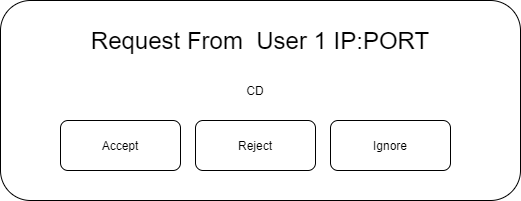 Request From  User 1 IP:PORT
CD
Accept
Reject
Ignore